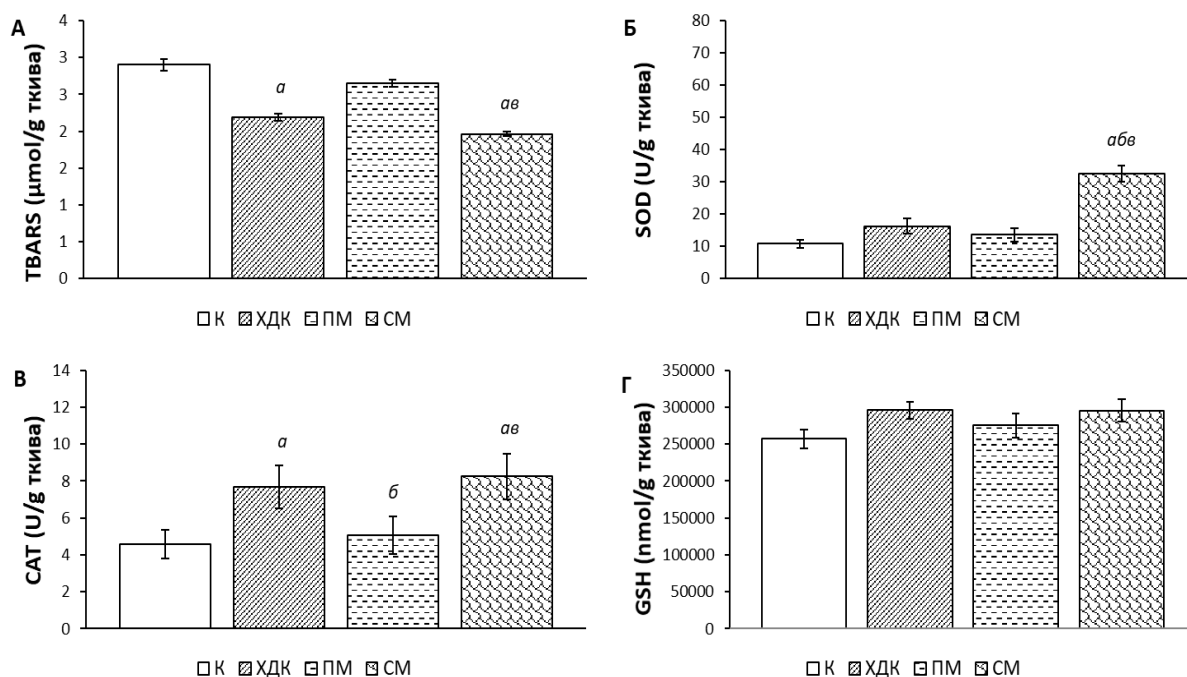 А
TBARS (µmol/g ткива)
4
3
3
2
2
1
1
0
а
ав
К ХДК ПМ СМ
Б
SOD (U/g ткива)
80
70
60
50
40
30
20
10
0
абв
К ХДК ПМ СМ
В
CAT (U/g ткива)
14
12
10
8
6
4
2
0
а
б
ав
К ХДК ПМ СМ
Г
GSH (nmol/g ткива)
350000
300000
250000
200000
150000
100000
50000
0
К ХДК ПМ СМ